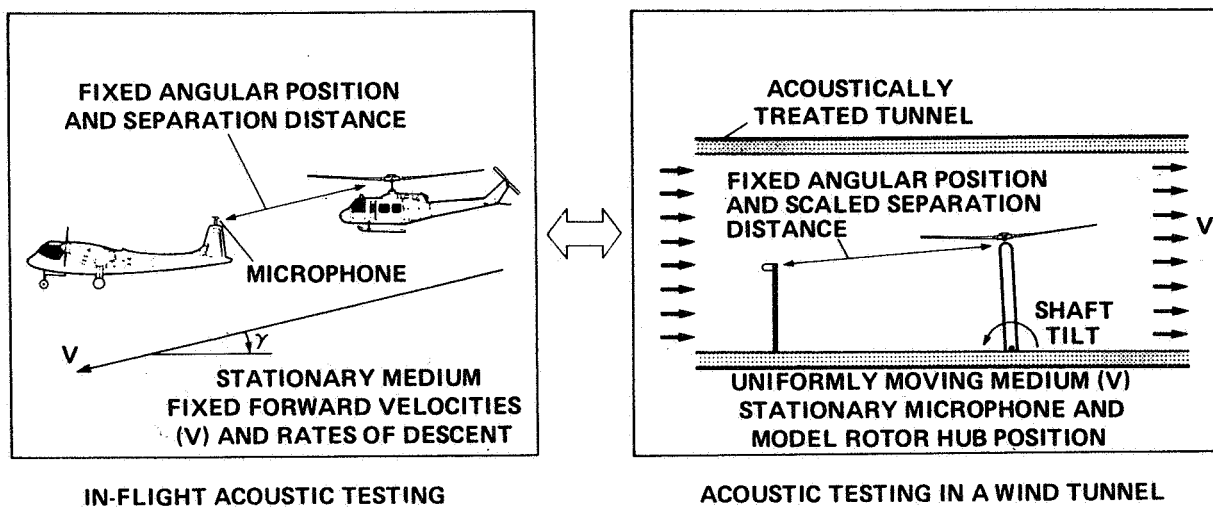 FIXED ANGULAR POSITION
AND SEPARATION DISTANCE
MICROPHONE
V
γ
STATIONARY MEDIUM
FIXED FORWARD VELOCITIES
(V) AND RATES OF DESCENT
IN-FLIGHT ACOUSTIC TESTING
ACOUSTICALLY
TREATED TUNNEL
FIXED ANGULAR POSITION
AND SCALED SEPARATION
DISTANCE
V
SHAFT
TILT
UNIFORMLY MOVING MEDIUM (V)
STATIONARY MICROPHONE AND
MODEL ROTOR HUB POSITION
ACOUSTIC TESTING IN A WIND TUNNEL